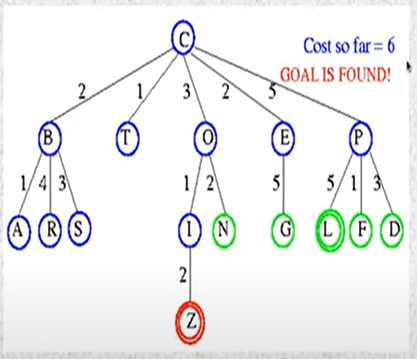 C
Cost so far = 6
GOAL IS FOUND!
2 1 3 2 5
B T O E P
1 4 3 1 2 5 5 1 3
A R S I N G L F D
2
Z